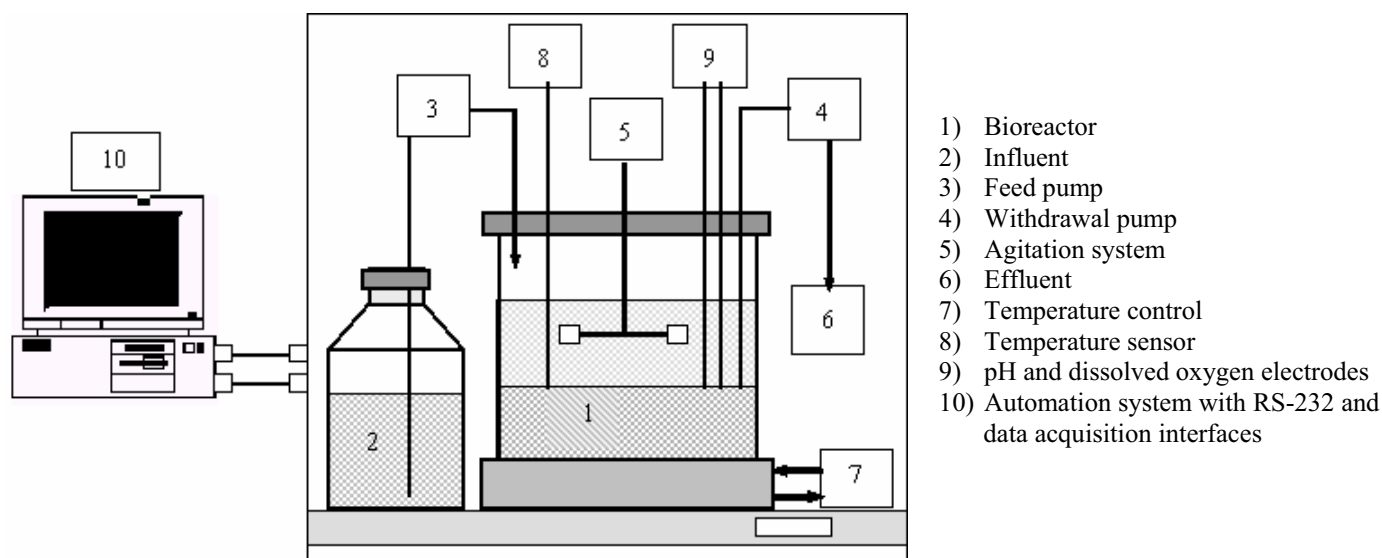 10
3
8
5
9
4
6
2
1
7
1) Bioreactor
2) Influent
3) Feed pump
4) Withdrawal pump
5) Agitation system
6) Effluent
7) Temperature control
8) Temperature sensor
9) pH and dissolved oxygen electrodes
10) Automation system with RS-232 and
data acquisition interfaces